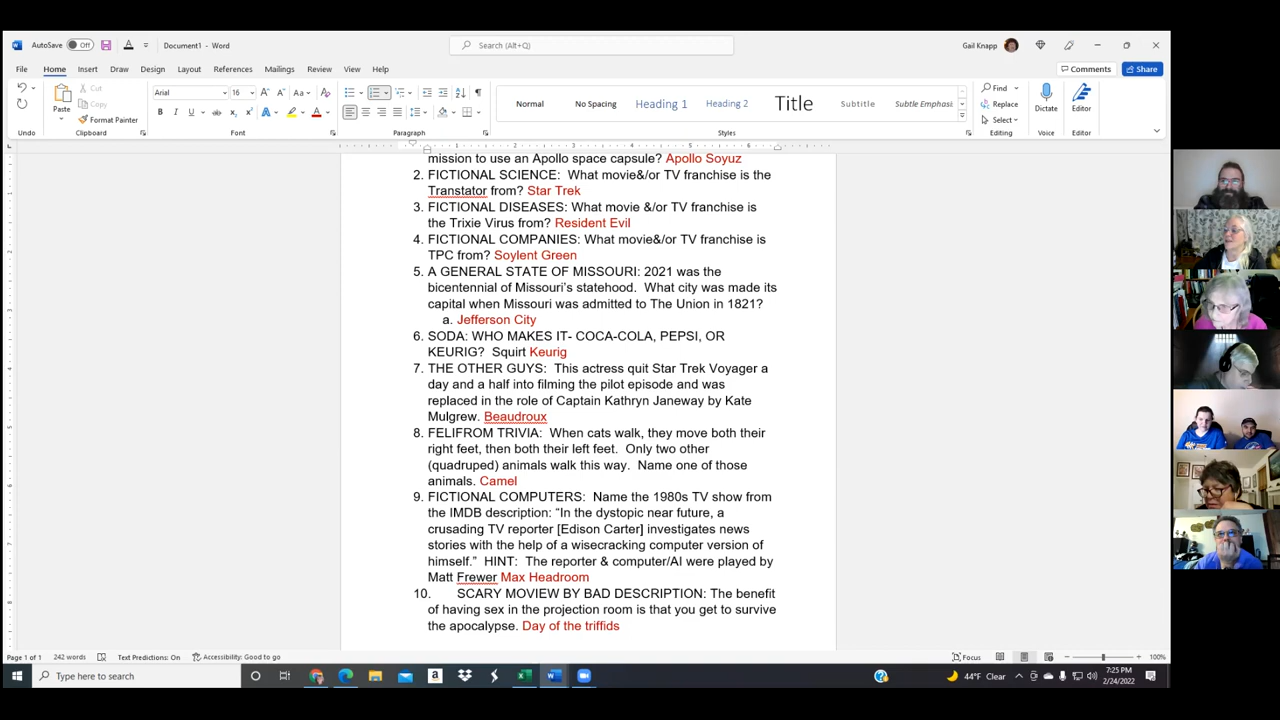 AutoSave Off Document1 - Word Search (Alt+Q) Gail Knapp
File Home Insert Draw Design Layout References Mailings Review View Help Comments Share
Paste Cut Copy Format Painter
Arial 16 Aa
Normal No Spacing Heading 1 Heading 2 Title Subtitle Subtle Emphasi...
Find Replace Select Dictate Editor
Undo Clipboard Font Paragraph Styles Editing Voice Editor
mission to use an Apollo space capsule? Apollo Soyuz
2. FICTIONAL SCIENCE: What movie&/or TV franchise is the
Transtator from? Star Trek
3. FICTIONAL DISEASES: What movie &/or TV franchise is
the Trixie Virus from? Resident Evil
4. FICTIONAL COMPANIES: What movie&/or TV franchise is
TPC from? Soylent Green
5. A GENERAL STATE OF MISSOURI: 2021 was the
bicentennial of Missouri's statehood. What city was made its
capital when Missouri was admitted to The Union in 1821?
a. Jefferson City
6. SODA: WHO MAKES IT- COCA-COLA, PEPSI, OR
KEURIG? Squirt Keurig
7. THE OTHER GUYS: This actress quit Star Trek Voyager a
day and a half into filming the pilot episode and was
replaced in the role of Captain Kathryn Janeway by Kate
Mulgrew. Beaudroux
8. FELIFROM TRIVIA: When cats walk, they move both their
right feet, then both their left feet. Only two other
(quadruped) animals walk this way. Name one of those
animals. Camel
9. FICTIONAL COMPUTERS: Name the 1980s TV show from
the IMDB description: “In the dystopic near future, a
crusading TV reporter [Edison Carter] investigates news
stories with the help of a wisecracking computer version of
himself.” HINT: The reporter & computer/AI were played by
Matt Frewer Max Headroom
10. SCARY MOVIEW BY BAD DESCRIPTION: The benefit
of having sex in the projection room is that you get to survive
the apocalypse. Day of the triffids
Page 1 of 1 242 words Text Predictions: On Accessibility: Good to go Focus 100%
Type here to search 44°F Clear 7:25 PM
2/24/2022